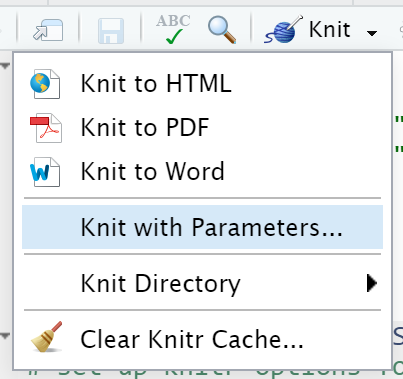 ABC
Knit
Knit to HTML
Knit to PDF
Knit to Word
Knit with Parameters...
Knit Directory
Clear Knitr Cache...